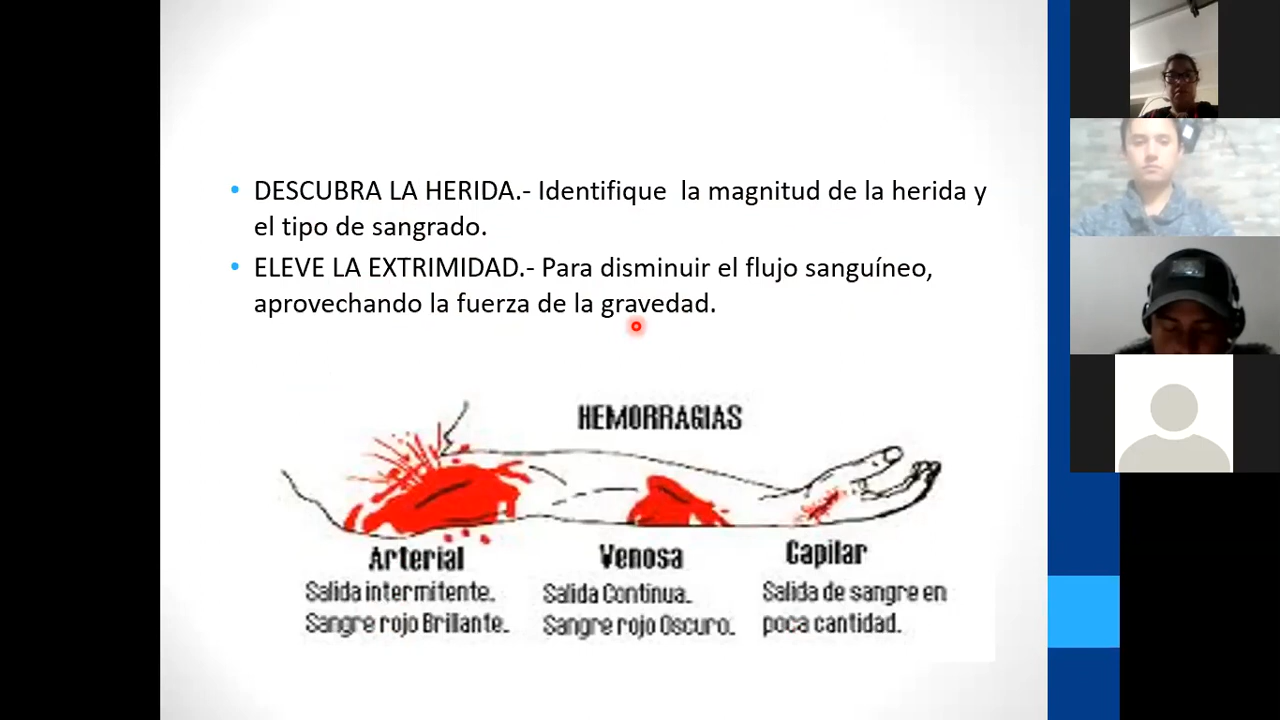 • DESCUBRA LA HERIDA.- Identifique la magnitud de la herida y
el tipo de sangrado.
• ELEVE LA EXTRIMIDAD.- Para disminuir el flujo sanguíneo,
aprovechando la fuerza de la gravedad.
HEMORRAGIAS
Arterial
Salida intermitente.
Sangre rojo Brillante.
Venosa
Salida Continua.
Sangre rojo Oscuro.
Capilar
Salida de sangre en
poca cantidad.